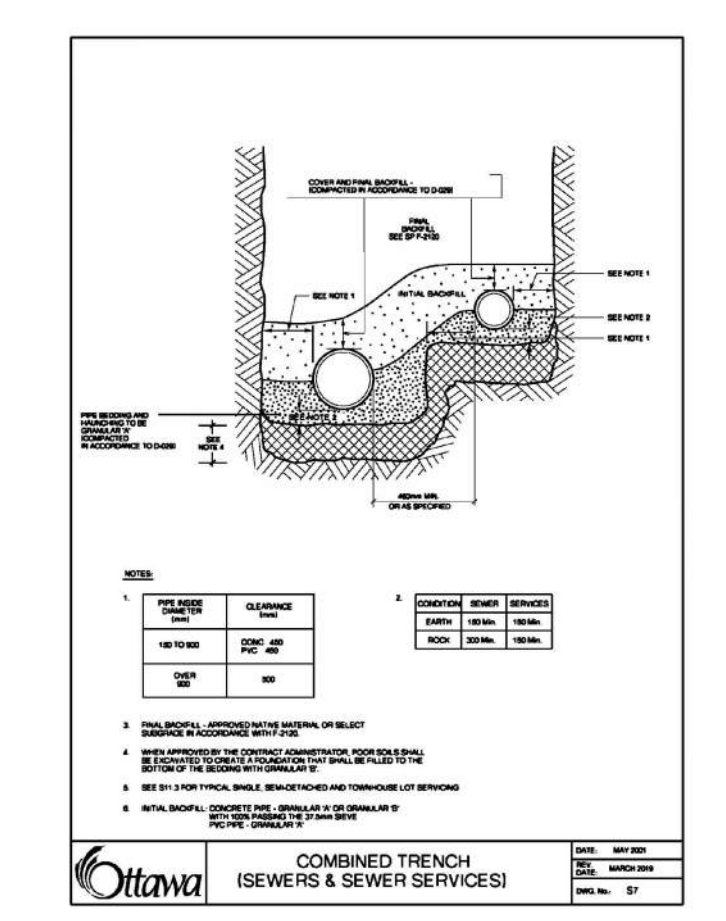 COVER AND FINAL BACKFILL -
(COMPACTED IN ACCORDANCE TO D-029)
FINAL
BACKFILL
SEE SP F-2120
SEE NOTE 1
SEE NOTE 1
INITIAL BACKFILL
SEE NOTE 2
SEE NOTE 1
PIPE BEDDING AND
HAUNCHING TO BE
GRANULAR 'A'
(COMPACTED
IN ACCORDANCE TO D-029)
SEE NOTE 2
SEE
NOTE 4
450mm MIN.
OR AS SPECIFIED
NOTES:
1.
PIPE INSIDE
DIAMETER
(mm)
CLEARANCE
(mm)
150 TO 900
CONC 450
PVC 450
OVER
900
500
2.
CONDITION SEWER SERVICES
EARTH 150 Min. 150 Min.
ROCK 300 Min. 150 Min.
3. FINAL BACKFILL - APPROVED NATIVE MATERIAL OR SELECT
SUBGRADE IN ACCORDANCE WITH F-2120.
4. WHEN APPROVED BY THE CONTRACT ADMINISTRATOR, POOR SOILS SHALL
BE EXCAVATED TO CREATE A FOUNDATION THAT SHALL BE FILLED TO THE
BOTTOM OF THE BEDDING WITH GRANULAR 'B'.
5. SEE S11.3 FOR TYPICAL SINGLE, SEMI-DETACHED AND TOWNHOUSE LOT SERVICING
6. INITIAL BACKFILL: CONCRETE PIPE - GRANULAR 'A' OR GRANULAR 'B'
WITH 100% PASSING THE 37.5mm SIEVE
PVC PIPE - GRANULAR 'A'
Ottawa
COMBINED TRENCH
(SEWERS & SEWER SERVICES)
DATE: MAY 2001
REV.
DATE: MARCH 2019
DWG. No.: S7